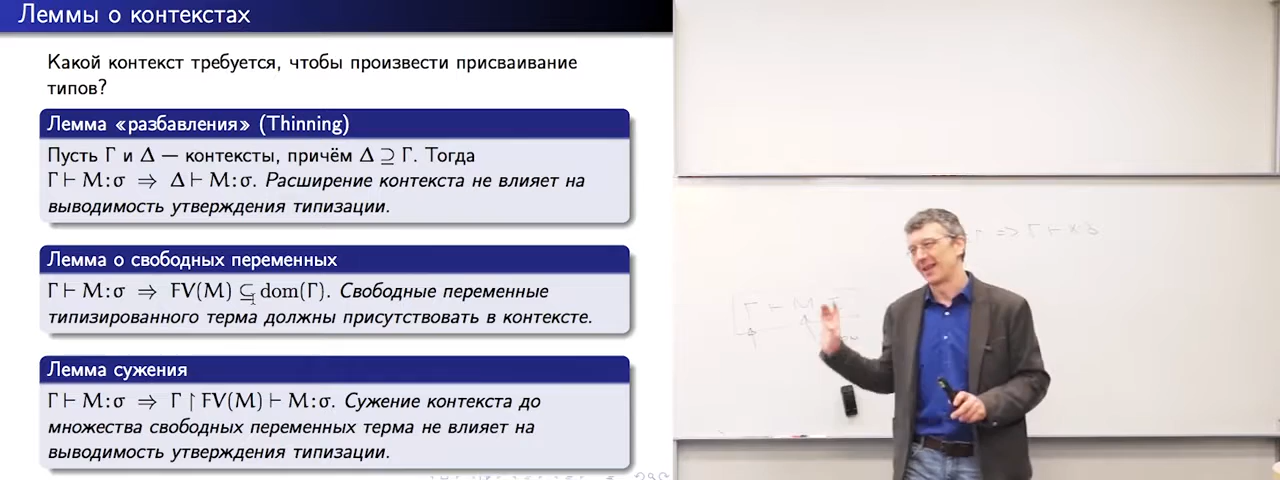 Леммы о контекстах
Какой контекст требуется, чтобы произвести присваивание
типов?
Лемма «разбавления» (Thinning)
Пусть Γ и Δ — контексты, причём Δ ⊇ Γ. Тогда
Γ ⊢ M:σ ⇒ Δ ⊢ M:σ. Расширение контекста не влияет на
выводимость утверждения типизации.
Лемма о свободных переменных
Γ ⊢ M:σ ⇒ FV(M) ⊆ dom(Γ). Свободные переменные
типизированного терма должны присутствовать в контексте.
Лемма сужения
Γ ⊢ M:σ ⇒ Γ ↾ FV(M) ⊢ M:σ. Сужение контекста до
множества свободных переменных терма не влияет на
выводимость утверждения типизации.
Γ ⊢ M